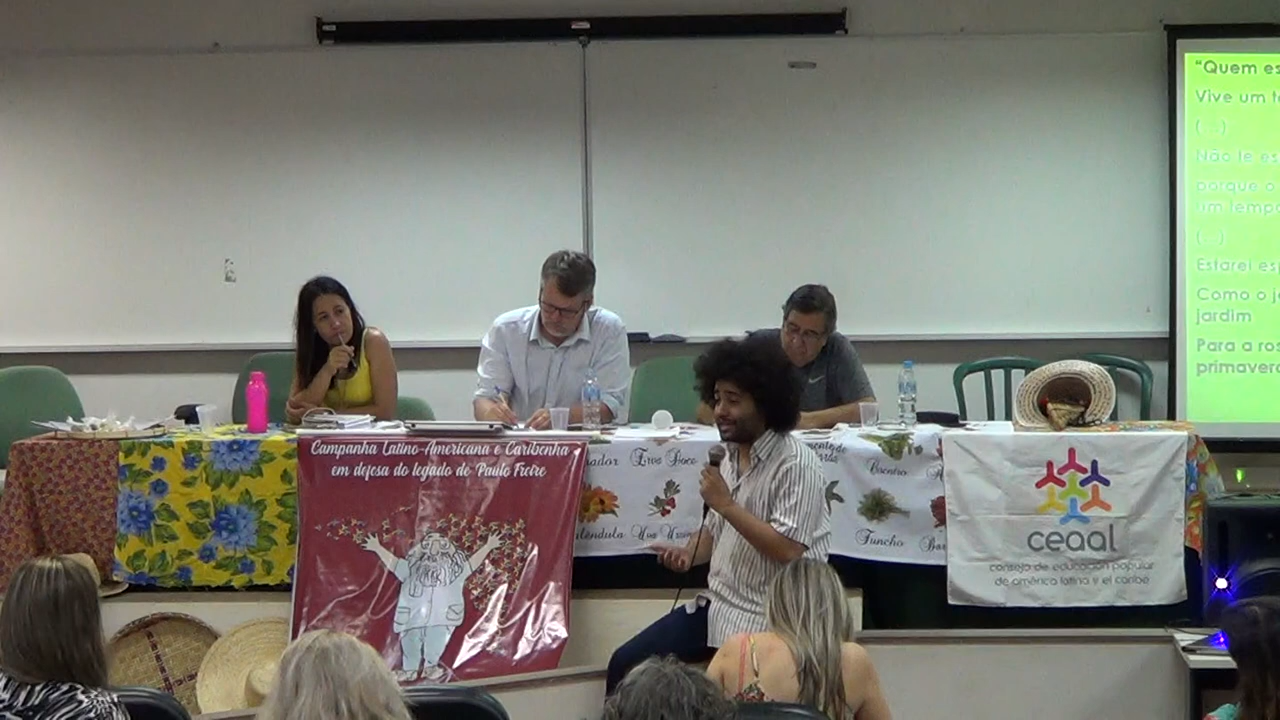 "Quem es
Vive um t
(...)
Não te es
porque o
um tempo
(...)
Estarei esp
Como o j
jardim
Para a ros
primavera
Campanha Latino-Americana e Caribenha
em defesa do legado de Paulo Freire
Erva Doce
Funcho
ceaal
consejo de educación popular
de américa latina y el caribe